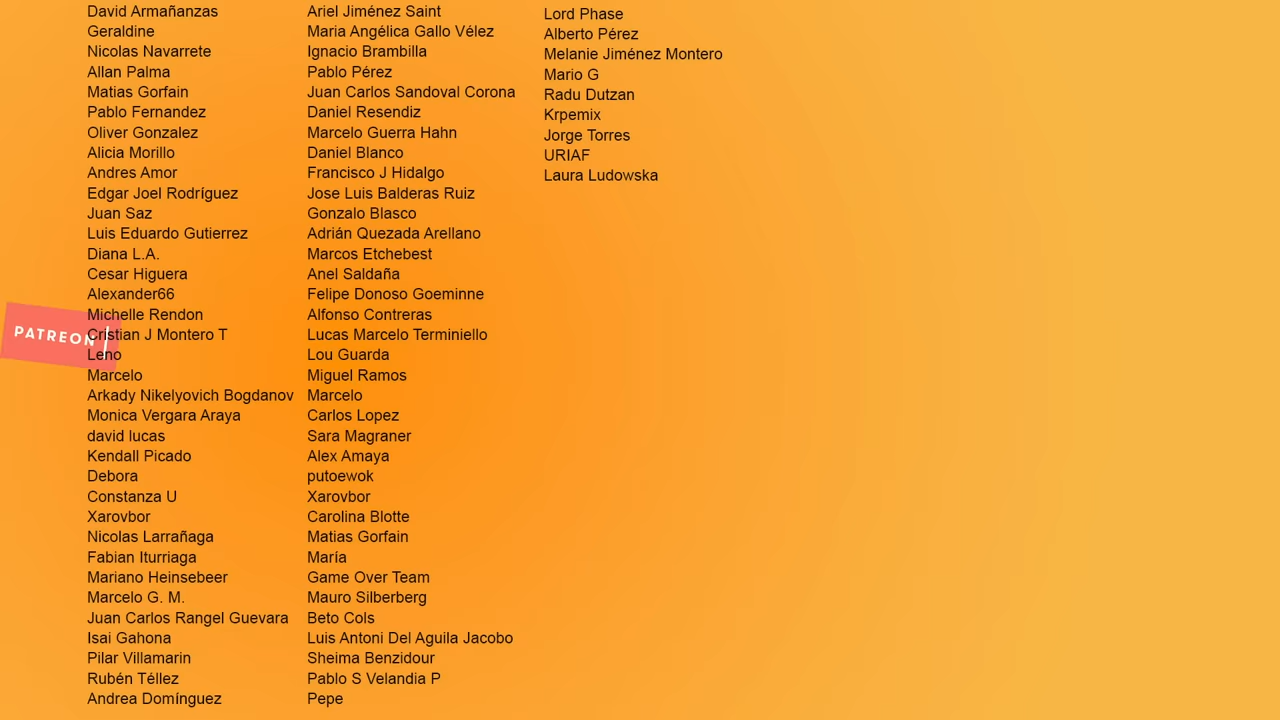 David Armañanzas
Geraldine
Nicolas Navarrete
Allan Palma
Matias Gorfain
Pablo Fernandez
Oliver Gonzalez
Alicia Morillo
Andres Amor
Edgar Joel Rodríguez
Juan Saz
Luis Eduardo Gutierrez
Diana L.A.
Cesar Higuera
Alexander66
Michelle Rendon
Cristian J Montero T
Leno
Marcelo
Arkady Nikelyovich Bogdanov
Monica Vergara Araya
david lucas
Kendall Picado
Debora
Constanza U
Xarovbor
Nicolas Larrañaga
Fabian Iturriaga
Mariano Heinsebeer
Marcelo G. M.
Juan Carlos Rangel Guevara
Isai Gahona
Pilar Villamarin
Rubén Téllez
Andrea Domínguez
Ariel Jiménez Saint
Maria Angélica Gallo Vélez
Ignacio Brambilla
Pablo Pérez
Juan Carlos Sandoval Corona
Daniel Resendiz
Marcelo Guerra Hahn
Daniel Blanco
Francisco J Hidalgo
Jose Luis Balderas Ruiz
Gonzalo Blasco
Adrián Quezada Arellano
Marcos Etchebest
Anel Saldaña
Felipe Donoso Goeminne
Alfonso Contreras
Lucas Marcelo Terminiello
Lou Guarda
Miguel Ramos
Marcelo
Carlos Lopez
Sara Magraner
Alex Amaya
putoewok
Xarovbor
Carolina Blotte
Matias Gorfain
María
Game Over Team
Mauro Silberberg
Beto Cols
Luis Antoni Del Aguila Jacobo
Sheima Benzidour
Pablo S Velandia P
Pepe
Lord Phase
Alberto Pérez
Melanie Jiménez Montero
Mario G
Radu Dutzan
Krpemix
Jorge Torres
URIAF
Laura Ludowska
PATREON